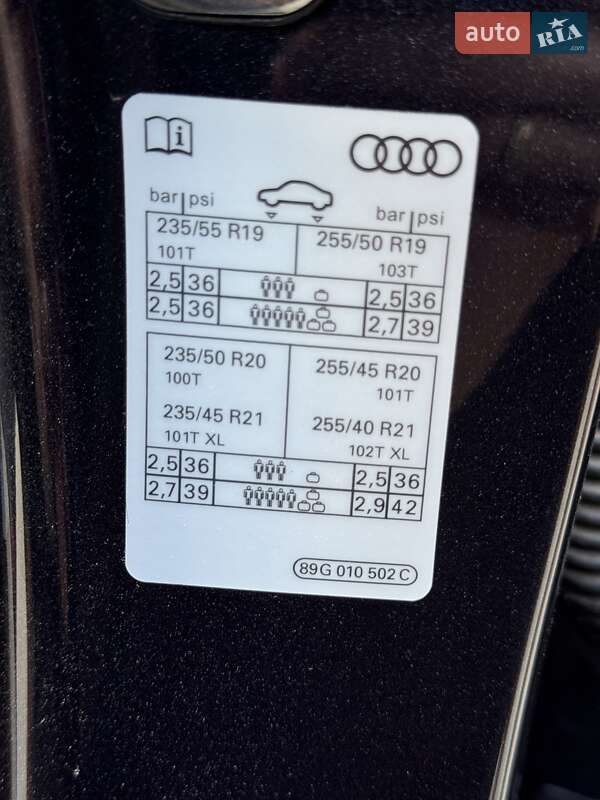 auto RIA .com
i
bar psi
bar psi
235/55 R19 255/50 R19
101T 103T
2,5 36 2,5 36
2,5 36 2,7 39
235/50 R20 255/45 R20
100T 101T
235/45 R21 255/40 R21
101T XL 102T XL
2,5 36 2,5 36
2,7 39 2,9 42
89G 010 502 C